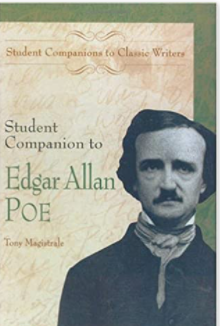 Student Companions to Classic Writers
Student
Companion to
Edgar Allan
POE
Tony Magistrale